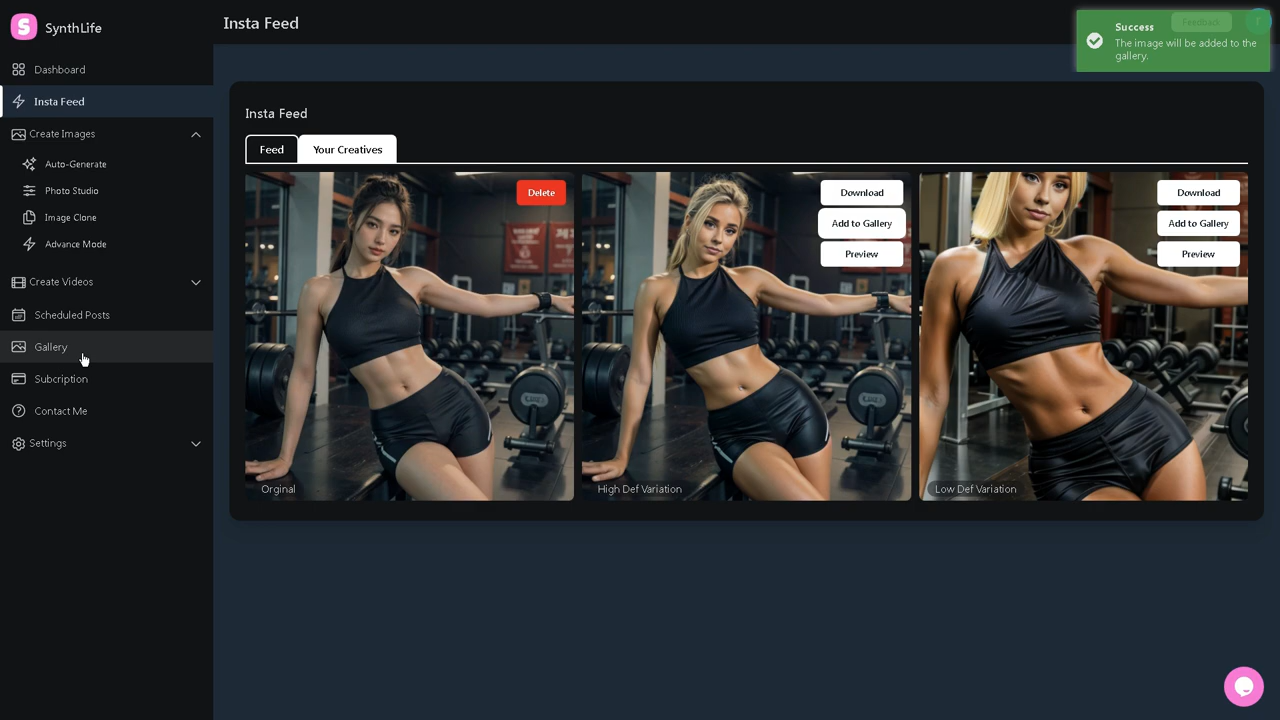 SynthLife
Insta Feed
Feedback
Success
The image will be added to the
gallery.
Dashboard
Insta Feed
Create Images
Auto-Generate
Photo Studio
Image Clone
Advance Mode
Create Videos
Scheduled Posts
Gallery
Subcription
Contact Me
Settings
Insta Feed
Feed
Your Creatives
Delete
Download
Add to Gallery
Preview
Download
Add to Gallery
Preview
Orginal
High Def Variation
Low Def Variation